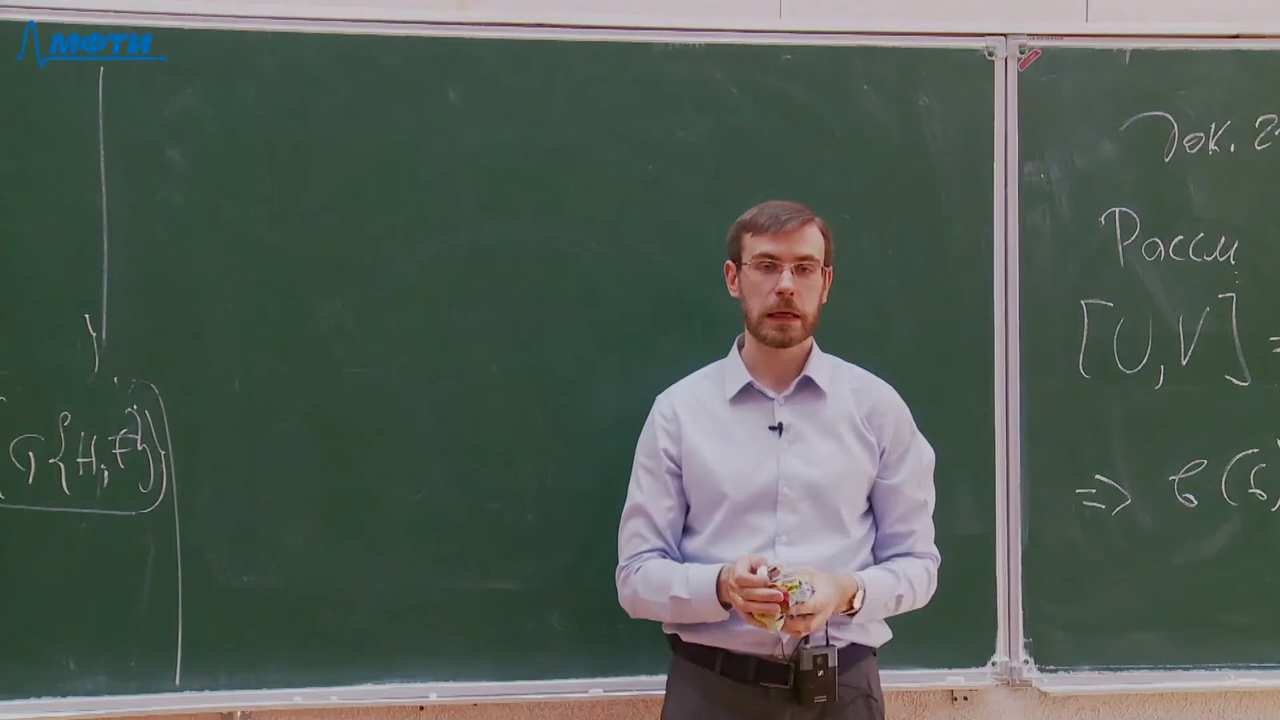 МФТИ
G{H,F}
Док. 2
Рассм
[U,V] =
=> 6 (6,